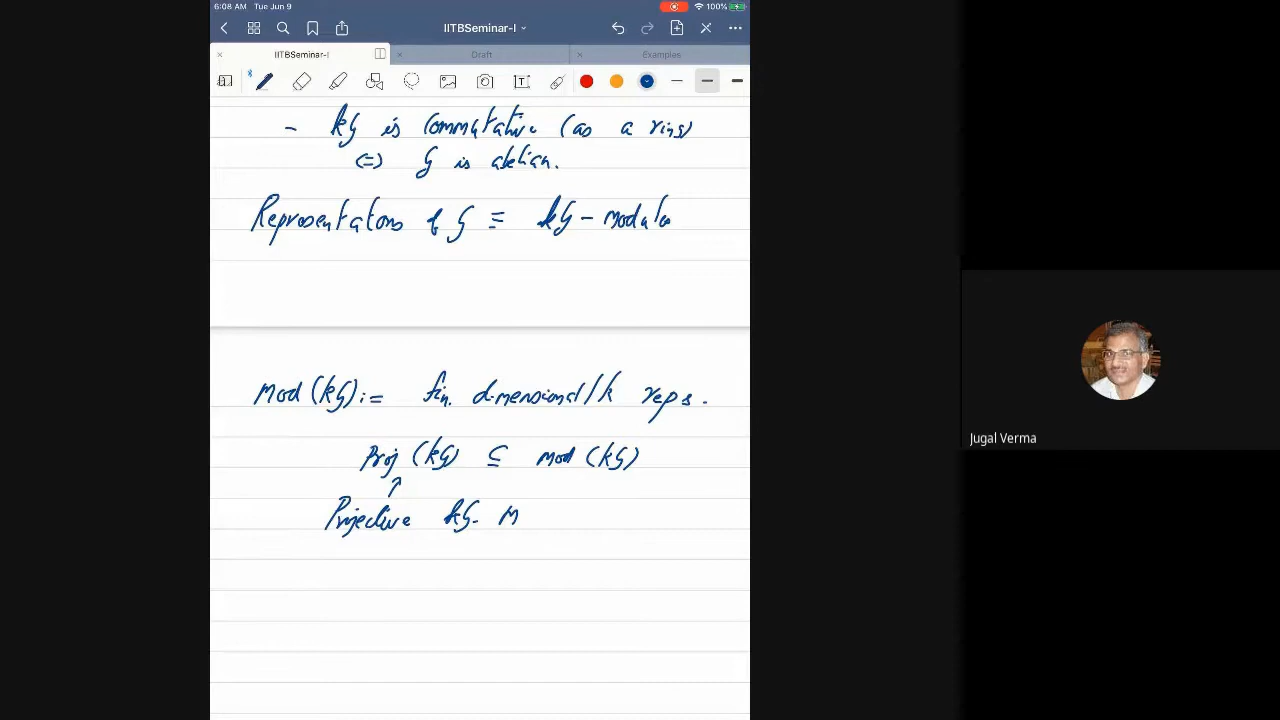 6:08 AM Tue Jun 9
100%
IITBSeminar-I
IITBSeminar-I
Draft
Examples
- kG is commutative (as a ring)
<=> G is abelian.
Representations of G ≡ kG-modules
Mod(kG) := fin. dimensional/k reps.
Proj (kG) ⊆ mod (kG)
↑
Projective kG- M
Jugal Verma